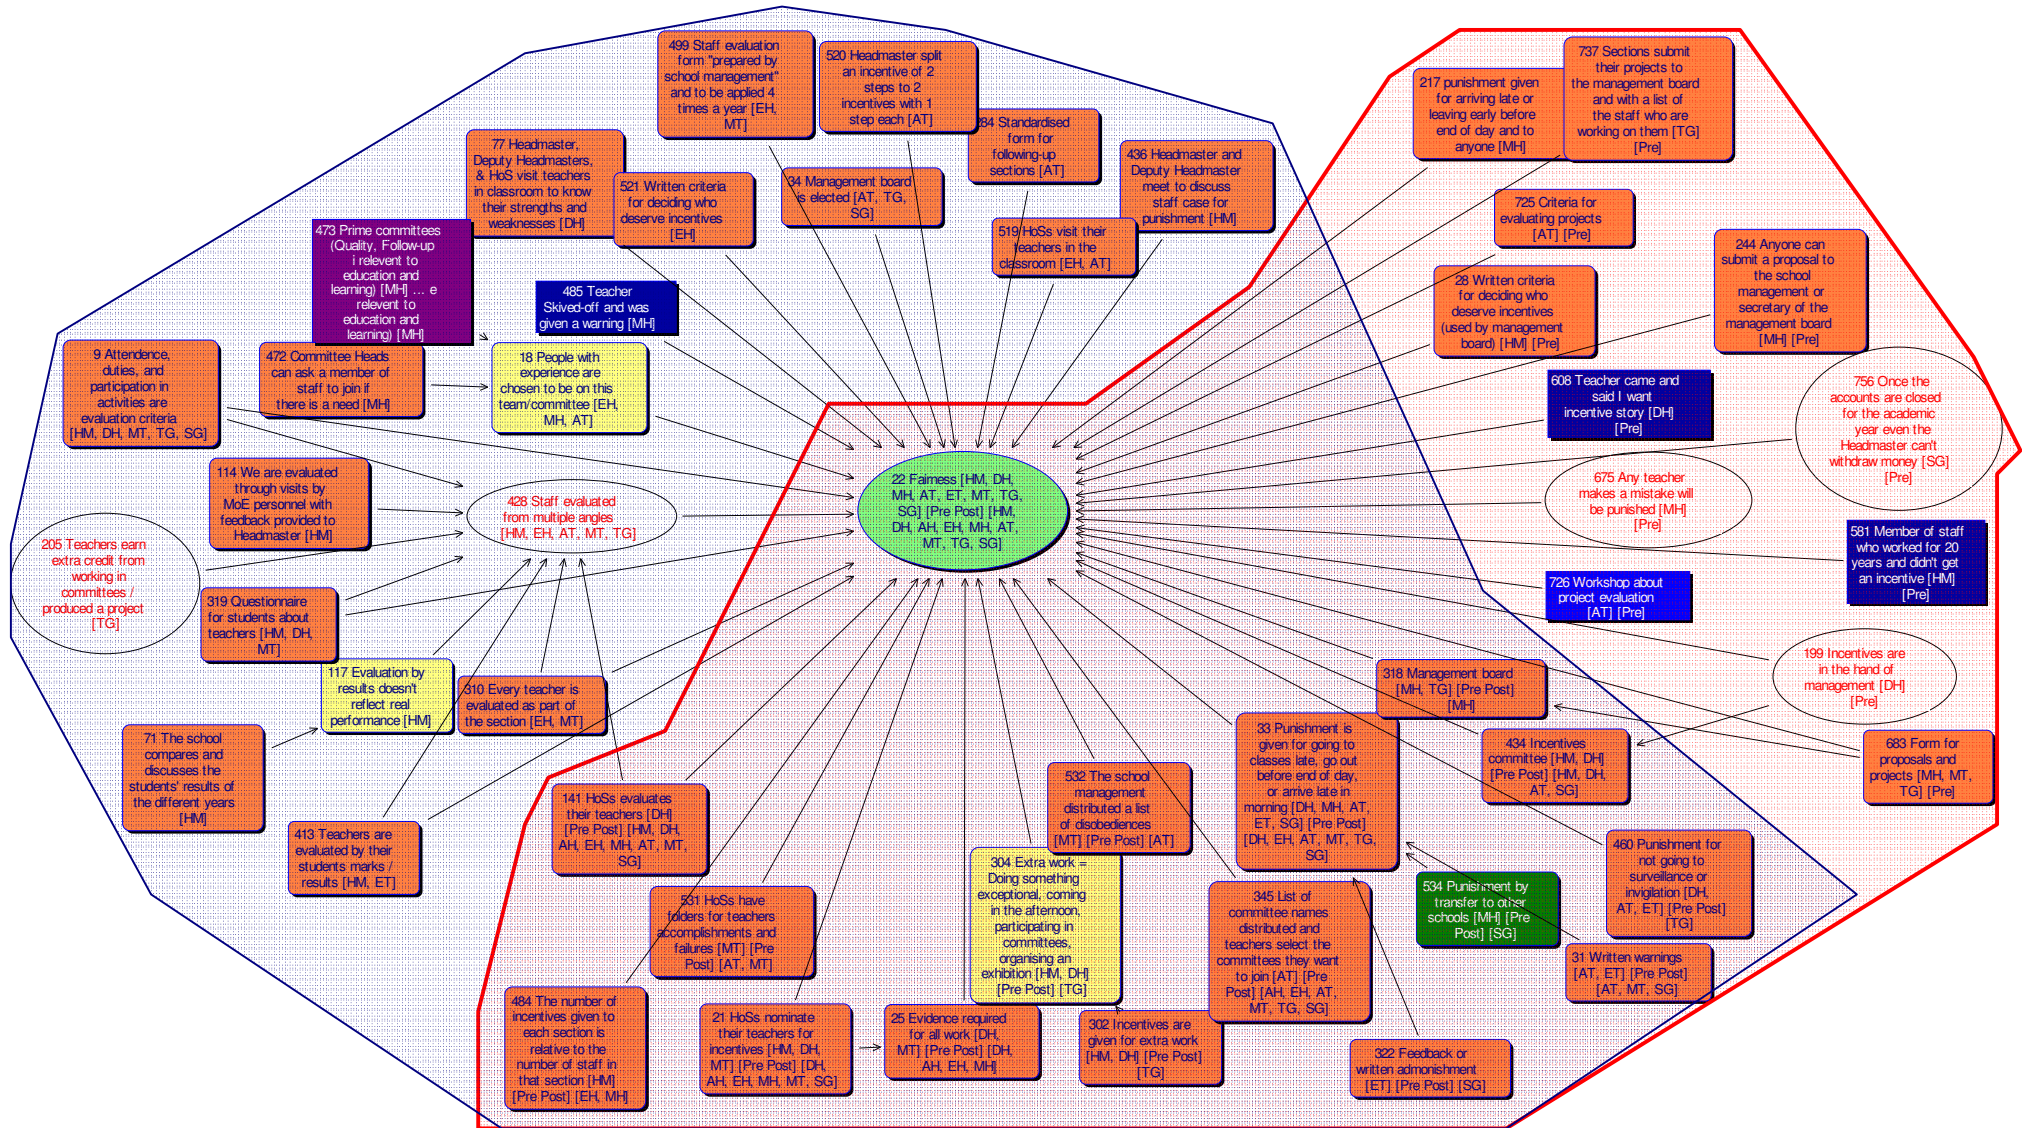 499 Staff evaluation
form "prepared by
school management"
and to be applied 4
times a year [EH,
MT]
520 Headmaster split
an incentive of 2
steps to 2
incentives with 1
step each [AT]
84 Standardised
form for
following-up
sections [AT]
436 Headmaster and
Deputy Headmaster
meet to discuss
staff case for
punishment [HM]
77 Headmaster,
Deputy Headmasters,
& HoS visit teachers
in classroom to know
their strengths and
weaknesses [DH]
521 Written criteria
for deciding who
deserve incentives
[EH]
34 Management board
is elected [AT, TG,
SG]
519 HoSs visit their
teachers in the
classroom [EH, AT]
217 punishment given
for arriving late or
leaving early before
end of day and to
anyone [MH]
737 Sections submit
their projects to
the management board
and with a list of
the staff who are
working on them [TG]
[Pre]
725 Criteria for
evaluating projects
[AT] [Pre]
244 Anyone can
submit a proposal to
the school
management or
secretary of the
management board
[MH] [Pre]
28 Written criteria
for deciding who
deserve incentives
(used by management
board) [HM] [Pre]
473 Prime committees
(Quality, Follow-up
i relevent to
education and
learning) [MH] ... e
relevent to
education and
learning) [MH]
485 Teacher
Skived-off and was
given a warning [MH]
9 Attendence,
duties, and
participation in
activities are
evaluation criteria
[HM, DH, MT, TG, SG]
472 Committee Heads
can ask a member of
staff to join if
there is a need [MH]
18 People with
experience are
chosen to be on this
team/committee [EH,
MH, AT]
608 Teacher came and
said I want
incentive story [DH]
[Pre]
756 Once the
accounts are closed
for the academic
year even the
Headmaster can't
withdraw money [SG]
[Pre]
114 We are evaluated
through visits by
MoE personnel with
feedback provided to
Headmaster [HM]
428 Staff evaluated
from multiple angles
[HM, EH, AT, MT, TG]
22 Fairness [HM, DH,
MH, AT, ET, MT, TG,
SG] [Pre Post] [HM,
DH, AH, EH, MH, AT,
MT, TG, SG]
675 Any teacher
makes a mistake will
be punished [MH]
[Pre]
581 Member of staff
who worked for 20
years and didn't get
an incentive [HM]
[Pre]
205 Teachers earn
extra credit from
working in
committees /
produced a project
[TG]
319 Questionnaire
for students about
teachers [HM, DH,
MT]
726 Workshop about
project evaluation
[AT] [Pre]
199 Incentives are
in the hand of
management [DH]
[Pre]
117 Evaluation by
results doesn't
reflect real
performance [HM]
310 Every teacher is
evaluated as part of
the section [EH, MT]
318 Management board
[MH, TG] [Pre Post]
[MH]
71 The school
compares and
discusses the
students' results of
the different years
[HM]
413 Teachers are
evaluated by their
students marks /
results [HM, ET]
141 HoSs evaluates
their teachers [DH]
[Pre Post] [HM, DH,
AH, EH, MH, AT, MT,
SG]
532 The school
management
distributed a list
of disobediences
[MT] [Pre Post] [AT]
33 Punishment is
given for going to
classes late, go out
before end of day,
or arrive late in
morning [DH, MH, AT,
ET, SG] [Pre Post]
[DH, EH, AT, MT, TG,
SG]
434 Incentives
committee [HM, DH]
[Pre Post] [HM, DH,
AT, SG]
683 Form for
proposals and
projects [MH, MT,
TG] [Pre]
531 HoSs have
folders for teachers
accomplishments and
failures [MT] [Pre
Post] [AT, MT]
304 Extra work =
Doing something
exceptional, coming
in the afternoon,
participating in
committees,
organising an
exhibition [HM, DH]
[Pre Post] [TG]
345 List of
committee names
distributed and
teachers select the
committees they want
to join [AT] [Pre
Post] [AH, EH, AT,
MT, TG, SG]
534 Punishment by
transfer to other
schools [MH] [Pre
Post] [SG]
460 Punishment for
not going to
surveillance or
invigilation [DH,
AT, ET] [Pre Post]
[TG]
31 Written warnings
[AT, ET] [Pre Post]
[AT, MT, SG]
484 The number of
incentives given to
each section is
relative to the
number of staff in
that section [HM]
[Pre Post] [EH, MH]
21 HoSs nominate
their teachers for
incentives [HM, DH,
MT] [Pre Post] [DH,
AH, EH, MH, MT, SG]
25 Evidence required
for all work [DH,
MT] [Pre Post] [DH,
AH, EH, MH]
302 Incentives are
given for extra work
[HM, DH] [Pre Post]
[TG]
322 Feedback or
written admonishment
[ET] [Pre Post] [SG]